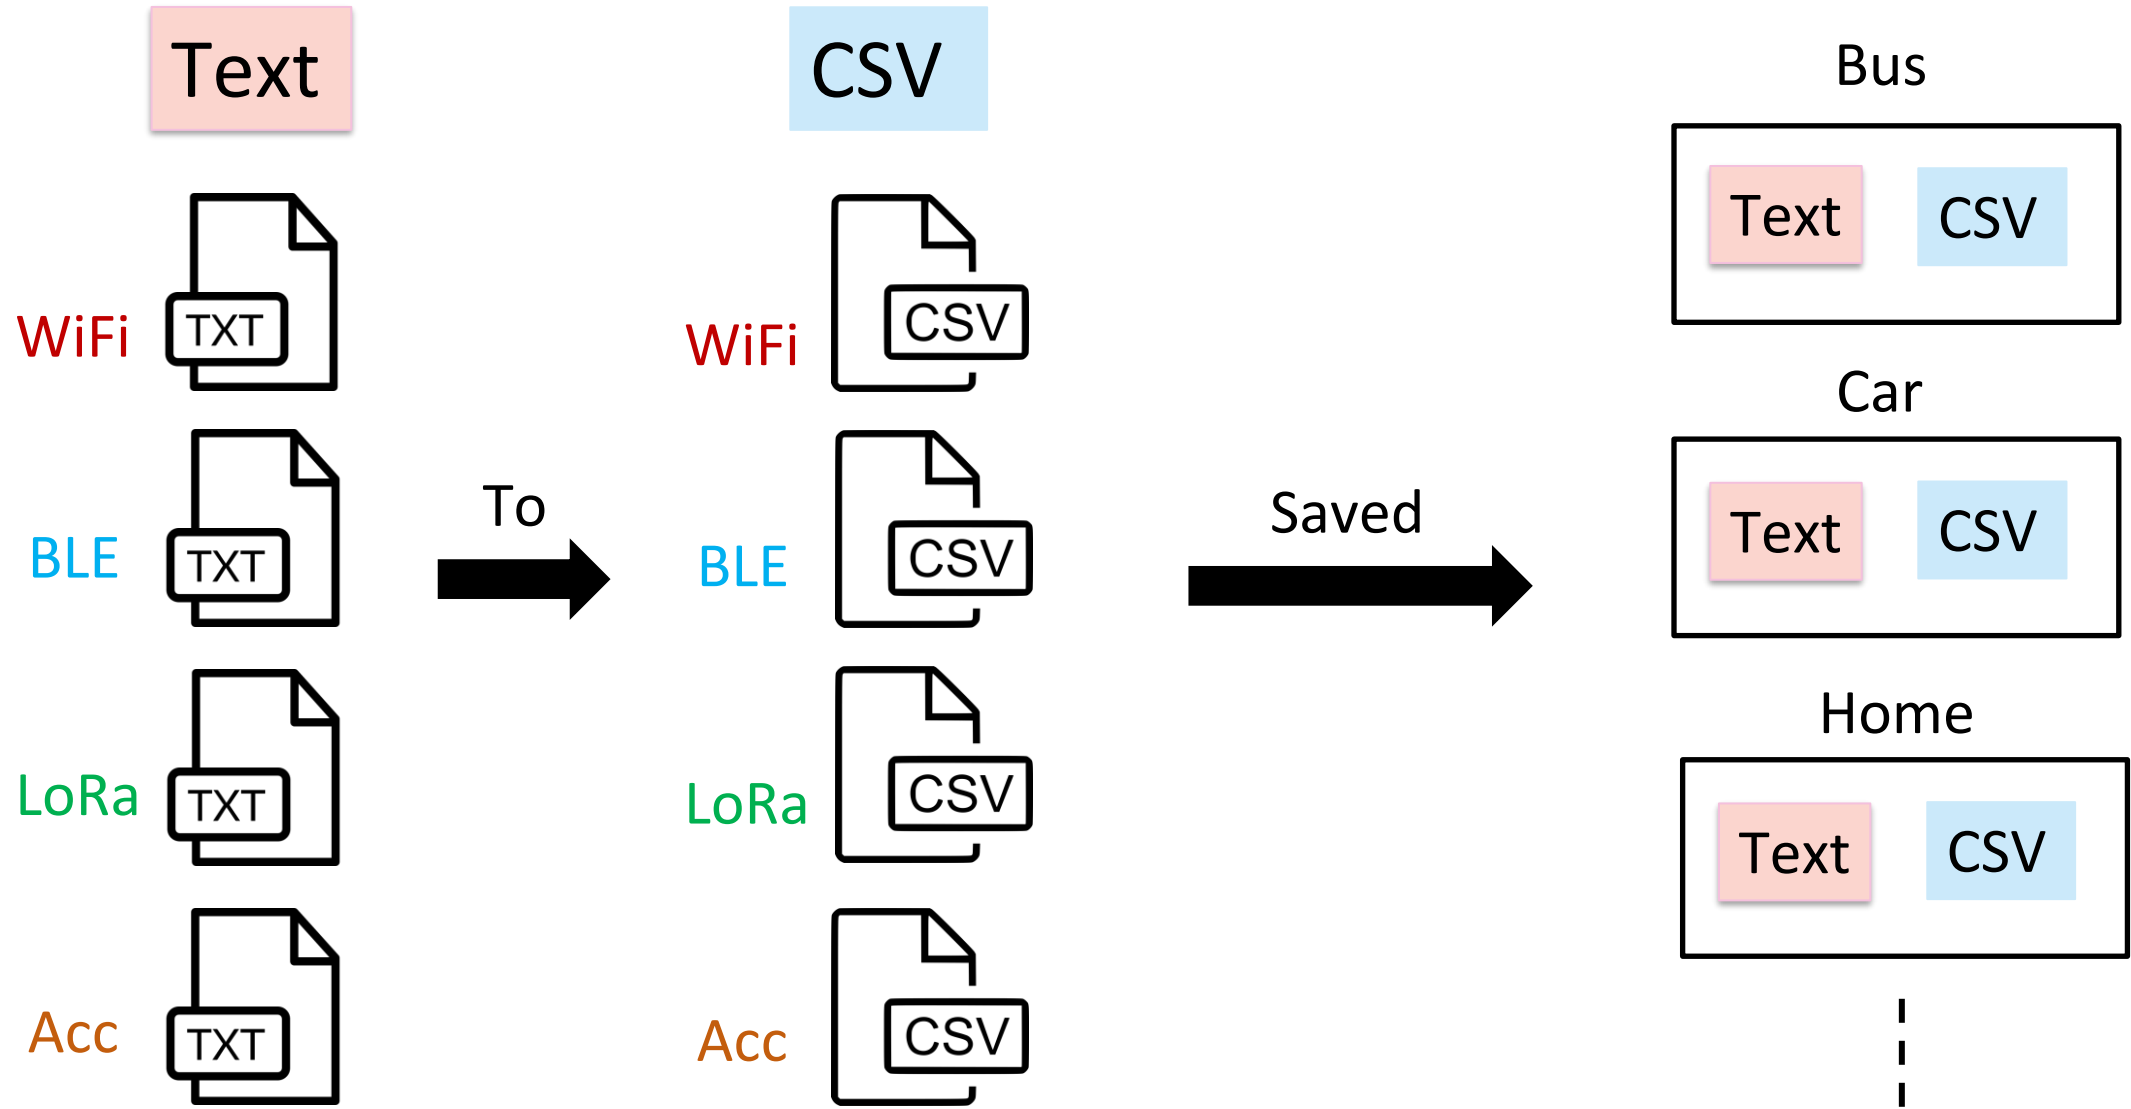 Text
WiFi
TXT
BLE
TXT
LoRa
TXT
Acc
TXT
To
CSV
WiFi
CSV
BLE
CSV
LoRa
CSV
Acc
CSV
Saved
Bus
Text CSV
Car
Text CSV
Home
Text CSV